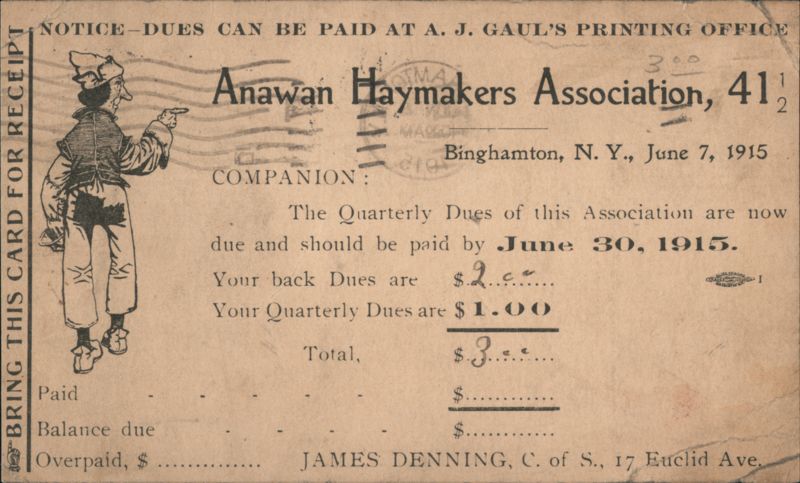 NOTICE—DUES CAN BE PAID AT A. J. GAUL'S PRINTING OFFICE
BRING THIS CARD FOR RECEIPT
3 00
Anawan Haymakers Association, 41 1/2
Binghamton, N. Y., June 7, 1915
COMPANION:
The Quarterly Dues of this Association are now
due and should be paid by June 30, 1915.
Your back Dues are $ 2.00
Your Quarterly Dues are $ 1.00
Total, $ 3.00
Paid - - - - - $............
Balance due - - - - $............
Overpaid, $ .............. JAMES DENNING, C. of S., 17 Euclid Ave.